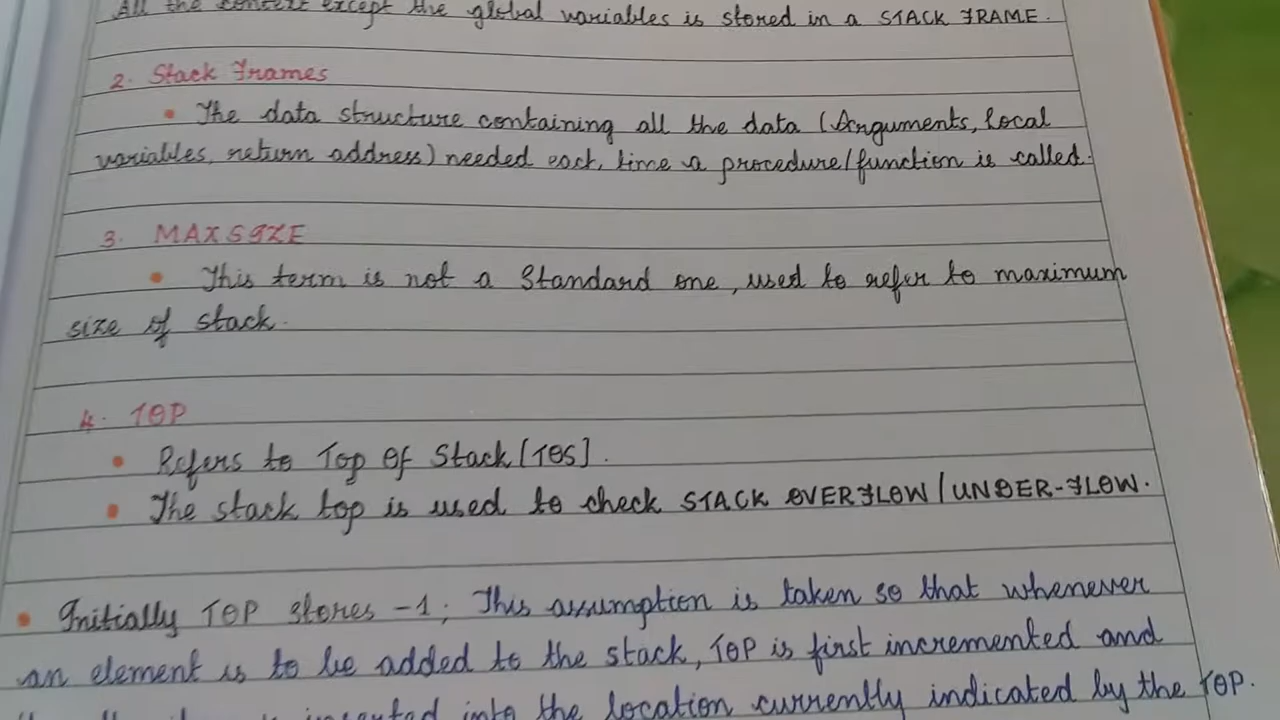 All the content except the global variables is stored in a STACK FRAME.
2. Stack Frames
• The data structure containing all the data (Arguments, local
variables, return address) needed each time a procedure/function is called.
3. MAXSIZE
• This term is not a Standard one, used to refer to maximum
size of stack.
4. TOP
• Refers to Top Of Stack [TOS].
• The stack top is used to check STACK OVERFLOW/UNDER-FLOW.
• Initially TOP stores -1; This assumption is taken so that whenever
an element is to be added to the stack, TOP is first incremented and
inserted into the location currently indicated by the TOP.